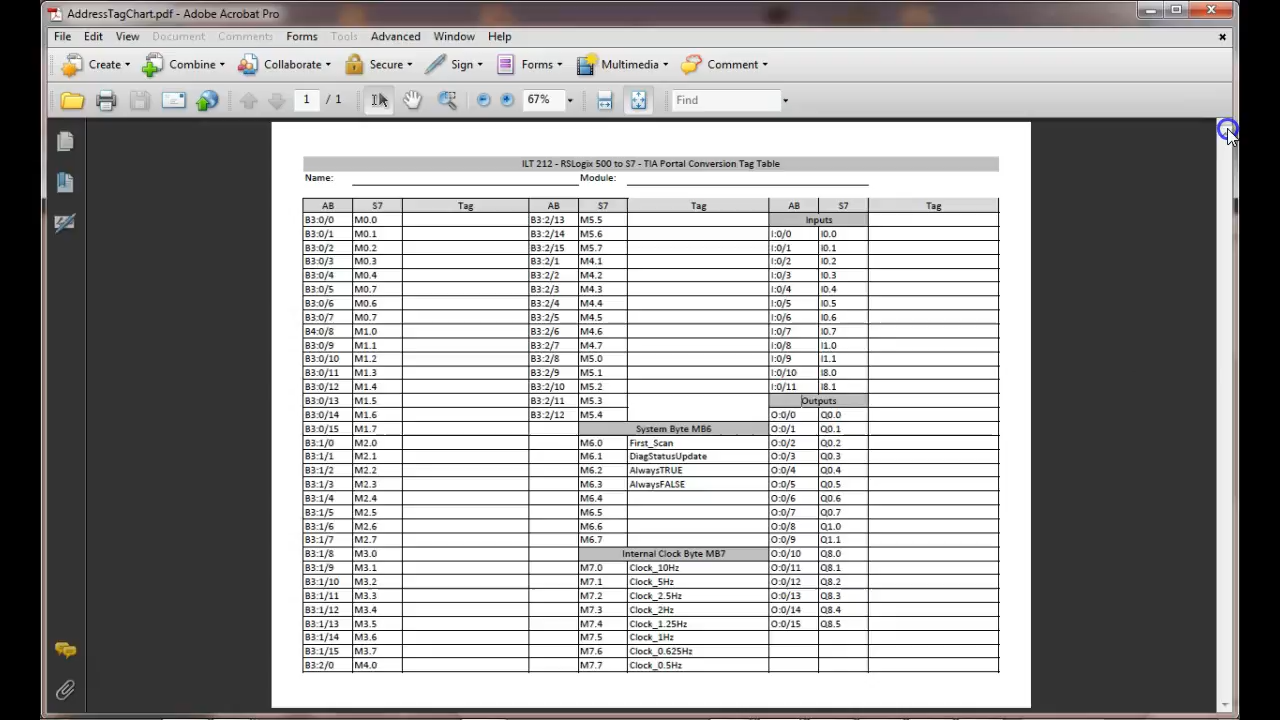 AddressTagChart.pdf - Adobe Acrobat Pro
File Edit View Document Comments Forms Tools Advanced Window Help
Create Combine Collaborate Secure Sign Forms Multimedia Comment
1 / 1 67% Find
ILT 212 - RSLogix 500 to S7 - TIA Portal Conversion Tag Table
Name: Module:
AB S7 Tag AB S7 Tag AB S7 Tag
B3:0/0 M0.0 B3:2/13 M5.5 Inputs
B3:0/1 M0.1 B3:2/14 M5.6 I:0/0 I0.0
B3:0/2 M0.2 B3:2/15 M5.7 I:0/1 I0.1
B3:0/3 M0.3 B3:2/1 M4.1 I:0/2 I0.2
B3:0/4 M0.4 B3:2/2 M4.2 I:0/3 I0.3
B3:0/5 M0.7 B3:2/3 M4.3 I:0/4 I0.4
B3:0/6 M0.6 B3:2/4 M4.4 I:0/5 I0.5
B3:0/7 M0.7 B3:2/5 M4.5 I:0/6 I0.6
B4:0/8 M1.0 B3:2/6 M4.6 I:0/7 I0.7
B3:0/9 M1.1 B3:2/7 M4.7 I:0/8 I1.0
B3:0/10 M1.2 B3:2/8 M5.0 I:0/9 I1.1
B3:0/11 M1.3 B3:2/9 M5.1 I:0/10 I8.0
B3:0/12 M1.4 B3:2/10 M5.2 I:0/11 I8.1
B3:0/13 M1.5 B3:2/11 M5.3 Outputs
B3:0/14 M1.6 B3:2/12 M5.4 O:0/0 Q0.0
B3:0/15 M1.7 System Byte MB6 O:0/1 Q0.1
B3:1/0 M2.0 M6.0 First_Scan O:0/2 Q0.2
B3:1/1 M2.1 M6.1 DiagStatusUpdate O:0/3 Q0.3
B3:1/2 M2.2 M6.2 AlwaysTRUE O:0/4 Q0.4
B3:1/3 M2.3 M6.3 AlwaysFALSE O:0/5 Q0.5
B3:1/4 M2.4 M6.4 O:0/6 Q0.6
B3:1/5 M2.5 M6.5 O:0/7 Q0.7
B3:1/6 M2.6 M6.6 O:0/8 Q1.0
B3:1/7 M2.7 M6.7 O:0/9 Q1.1
B3:1/8 M3.0 Internal Clock Byte MB7 O:0/10 Q8.0
B3:1/9 M3.1 M7.0 Clock_10Hz O:0/11 Q8.1
B3:1/10 M3.2 M7.1 Clock_5Hz O:0/12 Q8.2
B3:1/11 M3.3 M7.2 Clock_2.5Hz O:0/13 Q8.3
B3:1/12 M3.4 M7.3 Clock_2Hz O:0/14 Q8.4
B3:1/13 M3.5 M7.4 Clock_1.25Hz O:0/15 Q8.5
B3:1/14 M3.6 M7.5 Clock_1Hz
B3:1/15 M3.7 M7.6 Clock_0.625Hz
B3:2/0 M4.0 M7.7 Clock_0.5Hz